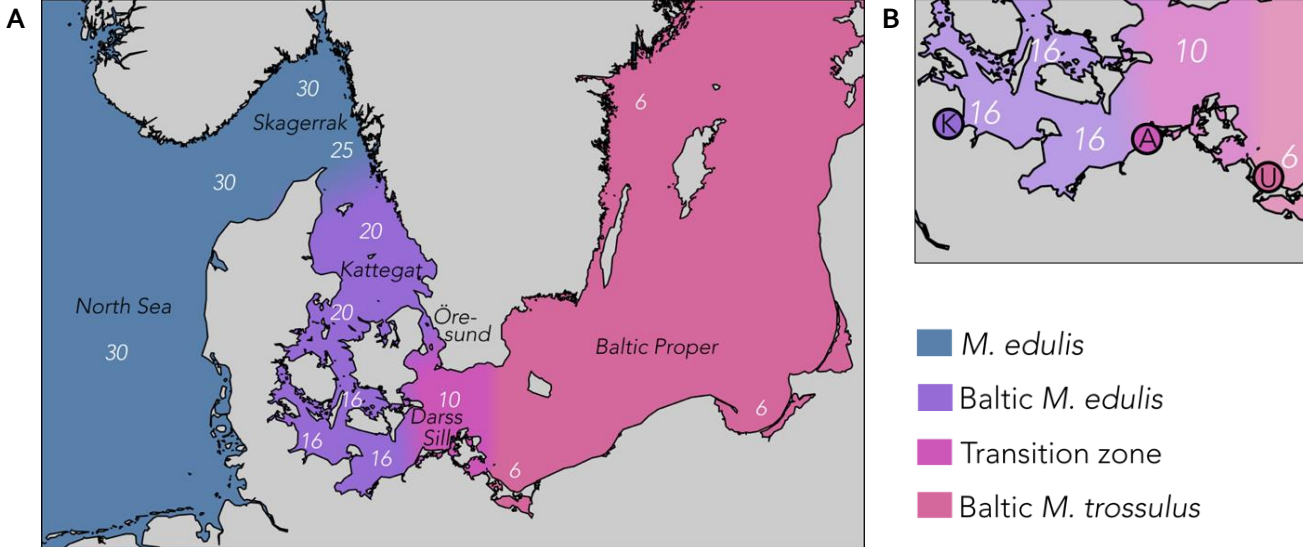 A
30
Skagerrak
25
30
6
20
Kattegat
North Sea
20
Öre-
sund
30
Baltic Proper
16
10
Darss
Sill
6
16
16
6
B
16
10
16
K
16
A
6
U
M. edulis
Baltic M. edulis
Transition zone
Baltic M. trossulus